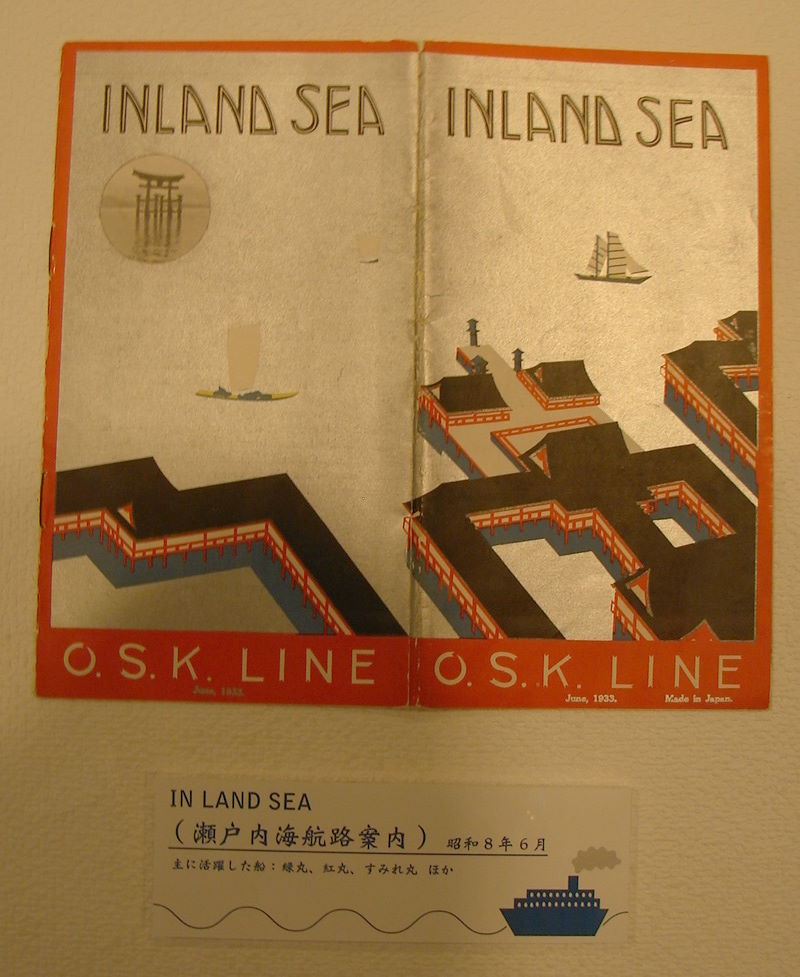 INLAND SEA
O.S.K. LINE
June, 1933.
INLAND SEA
O.S.K. LINE
June, 1933. Made in Japan.
IN LAND SEA
(瀬戸内海航路案内) 昭和8年6月
主に活躍した船:緑丸、紅丸、すみれ丸 ほか